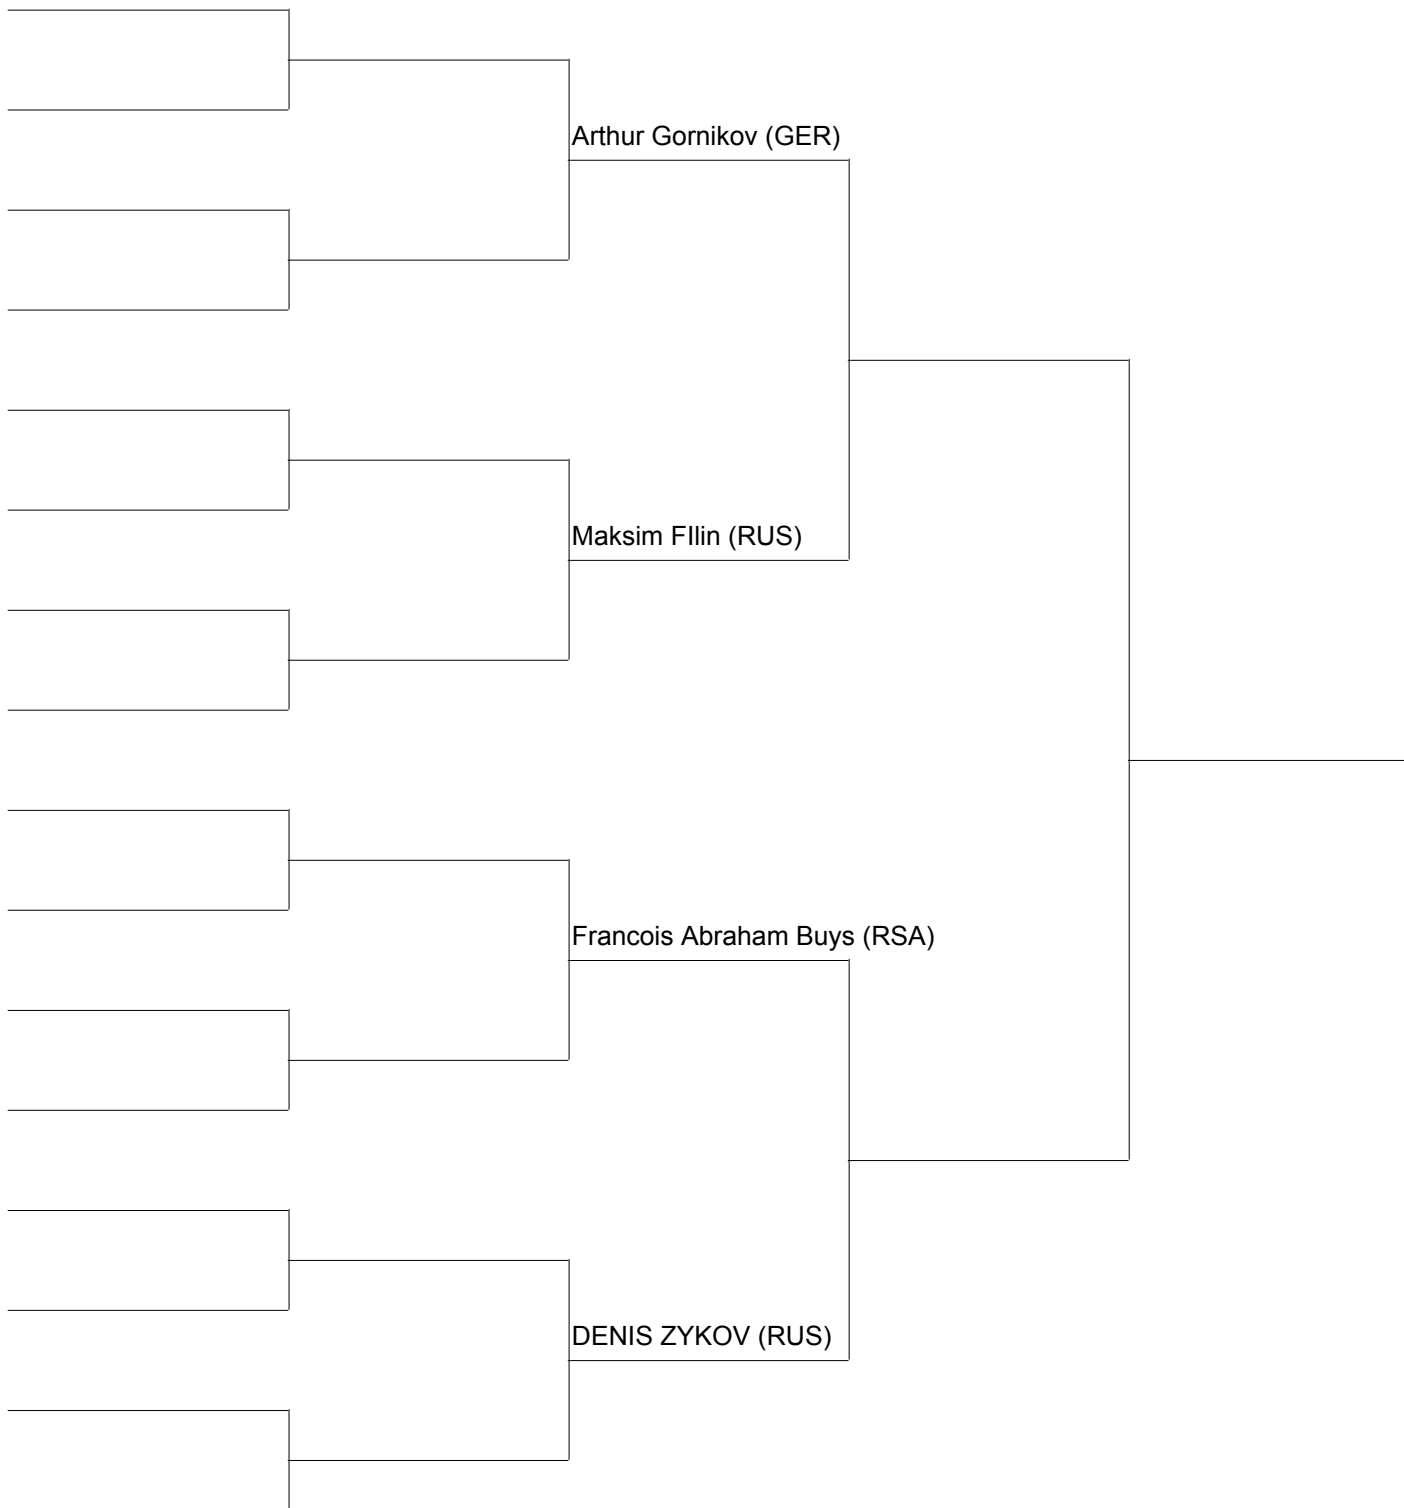 Arthur Gornikov (GER)
Maksim FIlin (RUS)
Francois Abraham Buys (RSA)
DENIS ZYKOV (RUS)